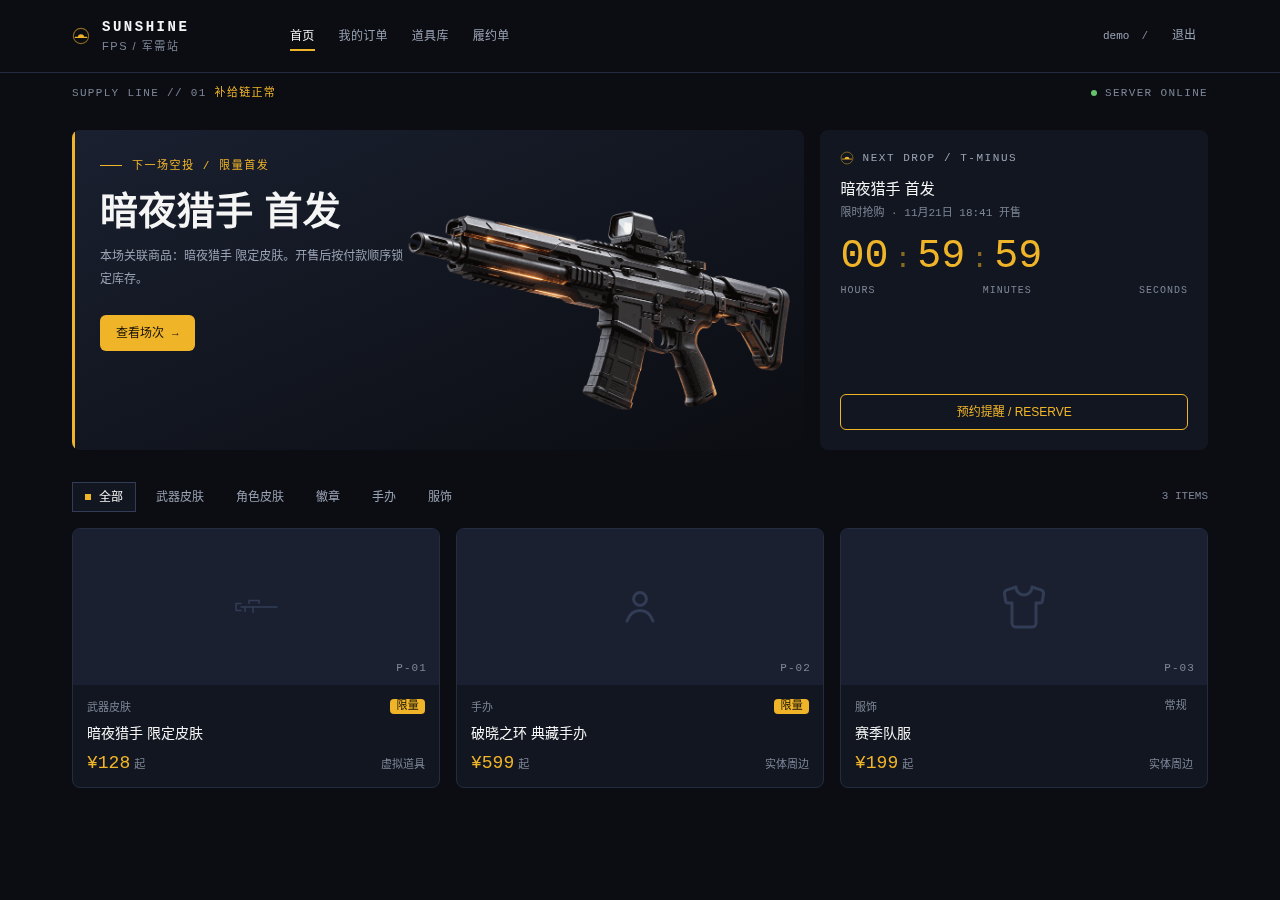 SUNSHINE
FPS / 军需站
首页 我的订单 道具库 履约单
demo / 退出
SUPPLY LINE // 01 补给链正常
SERVER ONLINE
下一场空投 / 限量首发
暗夜猎手 首发
本场关联商品: 暗夜猎手 限定皮肤。开售后按付款顺序锁
定库存。
查看场次 →
NEXT DROP / T-MINUS
暗夜猎手 首发
限时抢购 · 11月21日 18:41 开售
00 : 59 : 59
HOURS MINUTES SECONDS
预约提醒 / RESERVE
全部 武器皮肤 角色皮肤 徽章 手办 服饰
3 ITEMS
P-01
武器皮肤 限量
暗夜猎手 限定皮肤
¥128 起 虚拟道具
P-02
手办 限量
破晓之环 典藏手办
¥599 起 实体周边
P-03
服饰 常规
赛季队服
¥199 起 实体周边